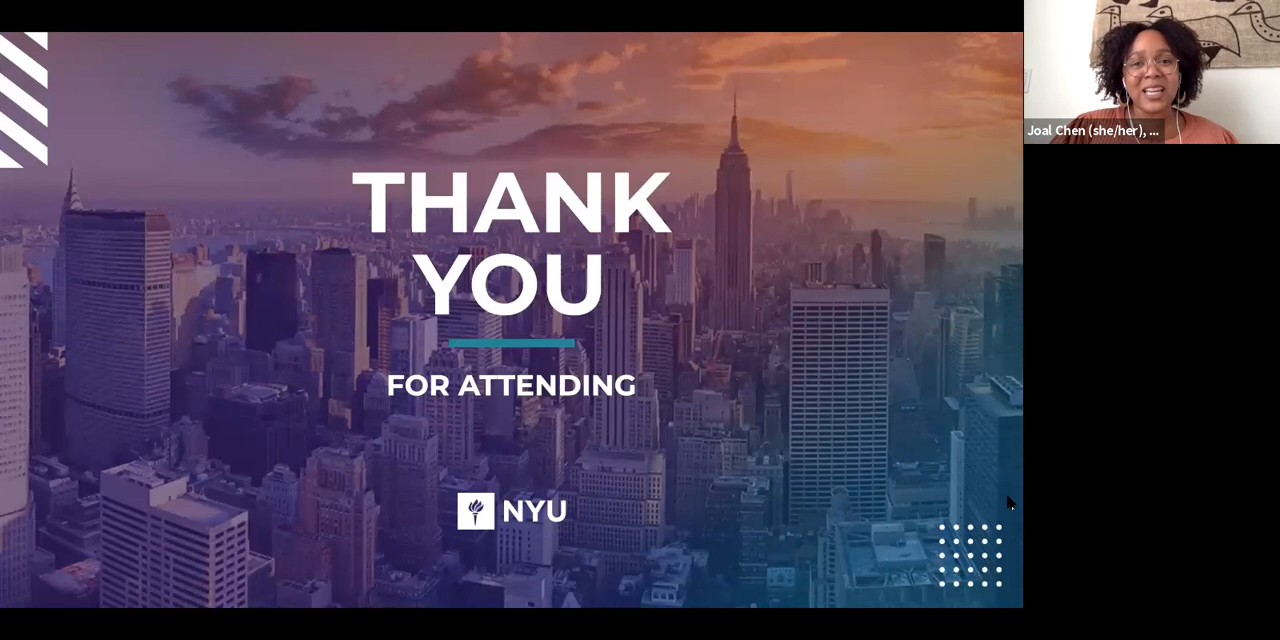 THANK
YOU
FOR ATTENDING
NYU
Joal Chen (she/her), ...